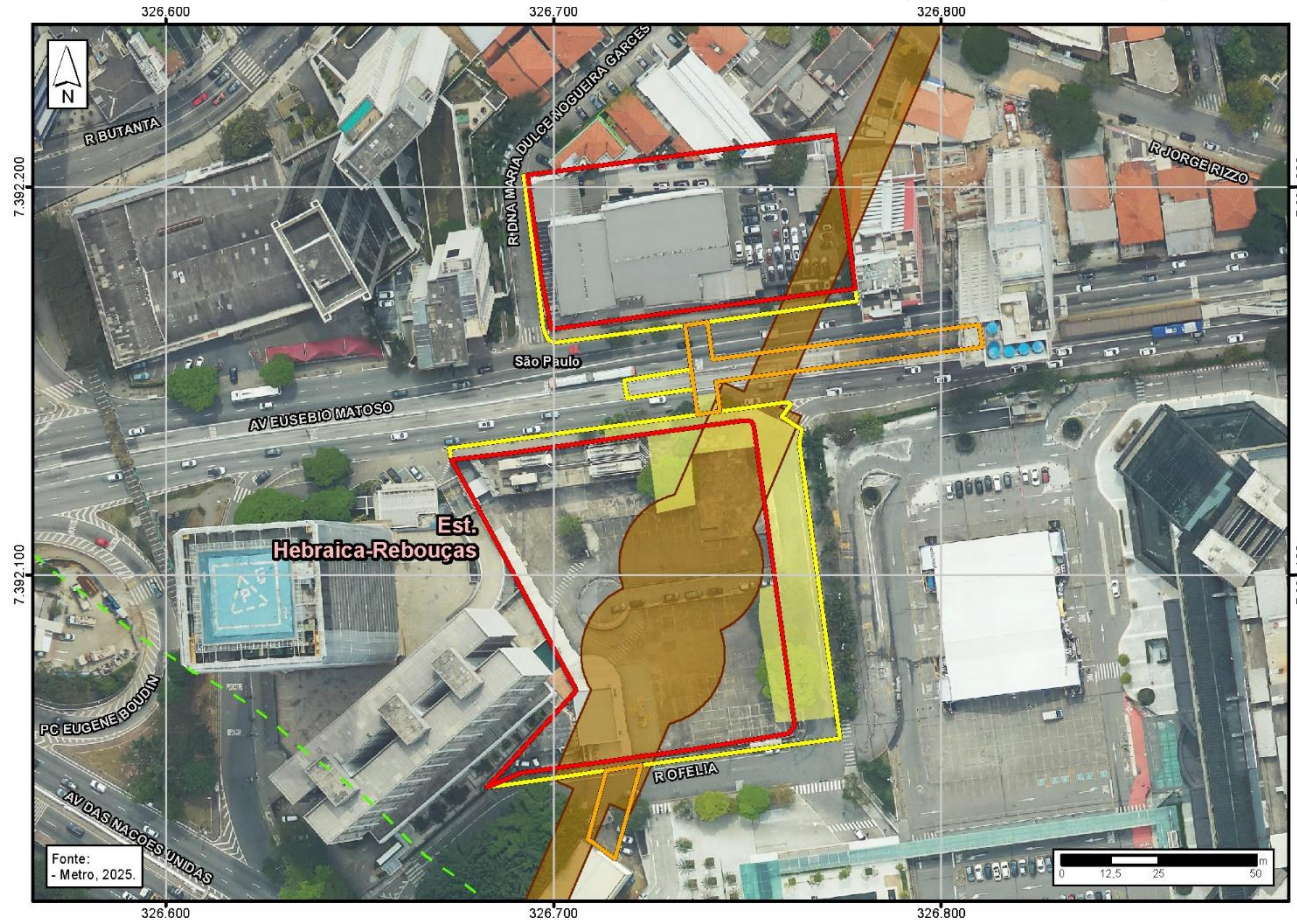 326.600
326.700
326.800
N
R BUTANTA
R DNA MARIA DULCE NOGUEIRA GARCES
R JORGE RIZZO
7.392.200
São Paulo
AV EUSEBIO MATOSO
Est.
Hebraica-Rebouças
7.392.100
PC EUGENE BOUDIN
R OFELIA
AV DAS NACOES UNIDAS
Fonte:
- Metro, 2025.
m
0 12,5 25 50
326.600
326.700
326.800